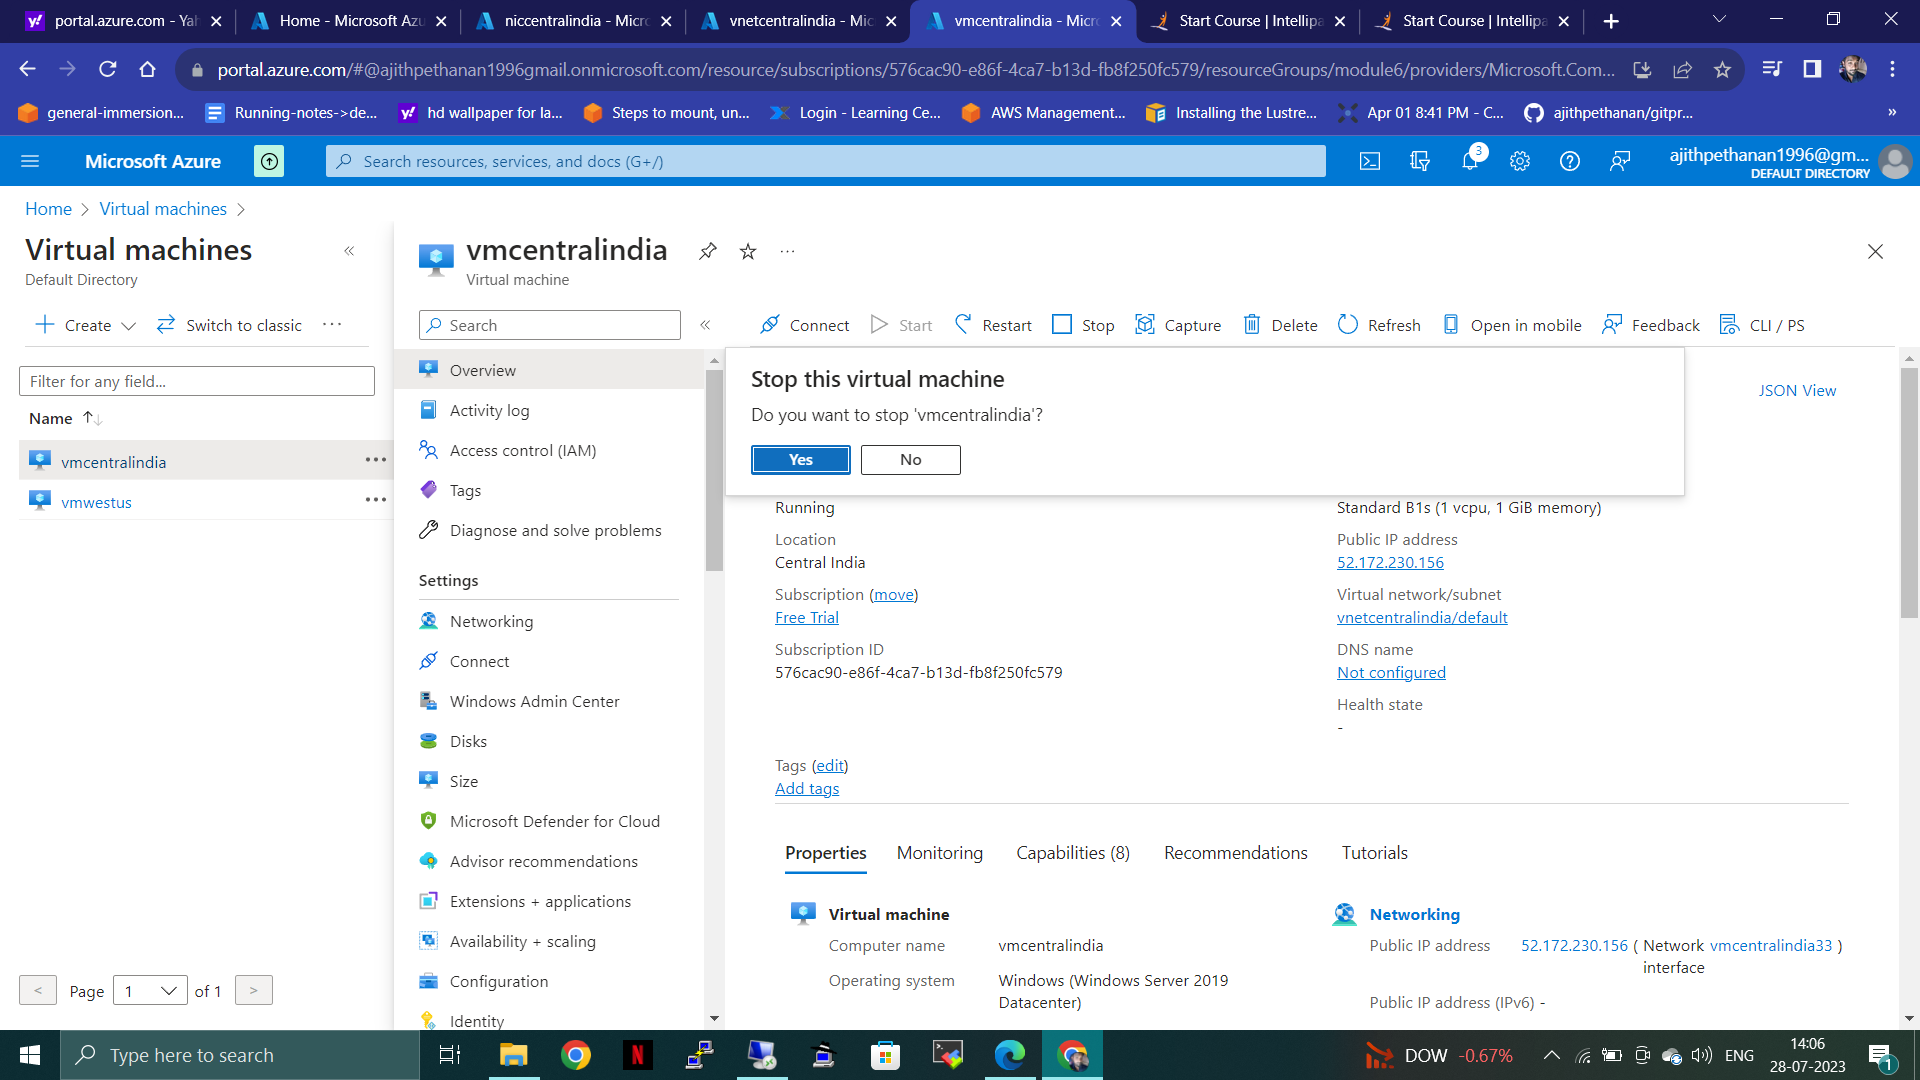 portal.azure.com - Yah
Home - Microsoft Azu
niccentralindia - Micro
vnetcentralindia - Mic
vmcentralindia - Micro
Start Course | Intellipa
Start Course | Intellipa
portal.azure.com/#@ajithpethanan1996gmail.onmicrosoft.com/resource/subscriptions/576cac90-e86f-4ca7-b13d-fb8f250fc579/resourceGroups/module6/providers/Microsoft.Com...
general-immersion...
Running-notes->de...
hd wallpaper for la...
Steps to mount, un...
Login - Learning Ce...
AWS Management...
Installing the Lustre...
Apr 01 8:41 PM - C...
ajithpethanan/gitpr...
»
Microsoft Azure
Search resources, services, and docs (G+/)
3
ajithpethanan1996@gm...
DEFAULT DIRECTORY
Home > Virtual machines >
Virtual machines
Default Directory
Create
Switch to classic
Filter for any field...
Name
vmcentralindia
vmwestus
< Page 1 of 1 >
vmcentralindia
Virtual machine
Search
Overview
Activity log
Access control (IAM)
Tags
Diagnose and solve problems
Settings
Networking
Connect
Windows Admin Center
Disks
Size
Microsoft Defender for Cloud
Advisor recommendations
Extensions + applications
Availability + scaling
Configuration
Identity
Connect
Start
Restart
Stop
Capture
Delete
Refresh
Open in mobile
Feedback
CLI / PS
Stop this virtual machine
Do you want to stop 'vmcentralindia'?
Yes
No
JSON View
Running
Location
Central India
Subscription (move)
Free Trial
Subscription ID
576cac90-e86f-4ca7-b13d-fb8f250fc579
Standard B1s (1 vcpu, 1 GiB memory)
Public IP address
52.172.230.156
Virtual network/subnet
vnetcentralindia/default
DNS name
Not configured
Health state
-
Tags (edit)
Add tags
Properties
Monitoring
Capabilities (8)
Recommendations
Tutorials
Virtual machine
Computer name vmcentralindia
Operating system Windows (Windows Server 2019
Datacenter)
Networking
Public IP address 52.172.230.156 ( Network vmcentralindia33 )
interface
Public IP address (IPv6) -
Type here to search
DOW -0.67%
ENG
14:06
28-07-2023
1